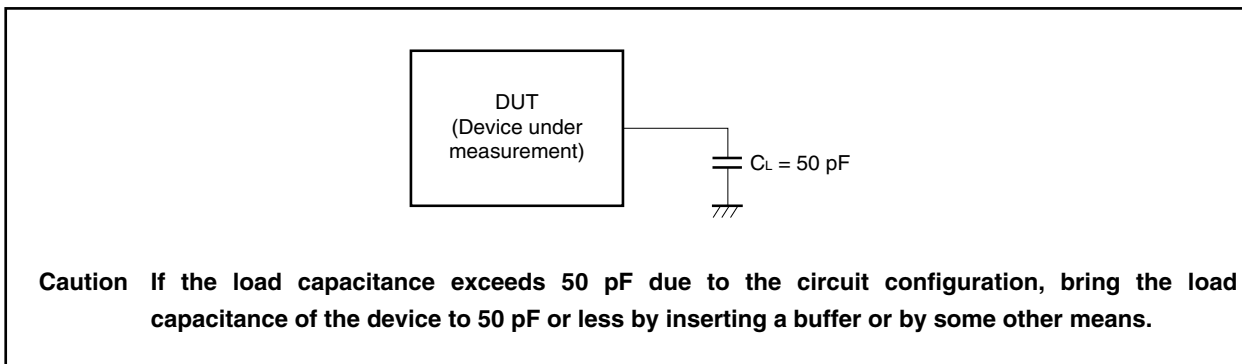 DUT
(Device under
measurement)
CL = 50 pF
Caution If the load capacitance exceeds 50 pF due to the circuit configuration, bring the load
capacitance of the device to 50 pF or less by inserting a buffer or by some other means.